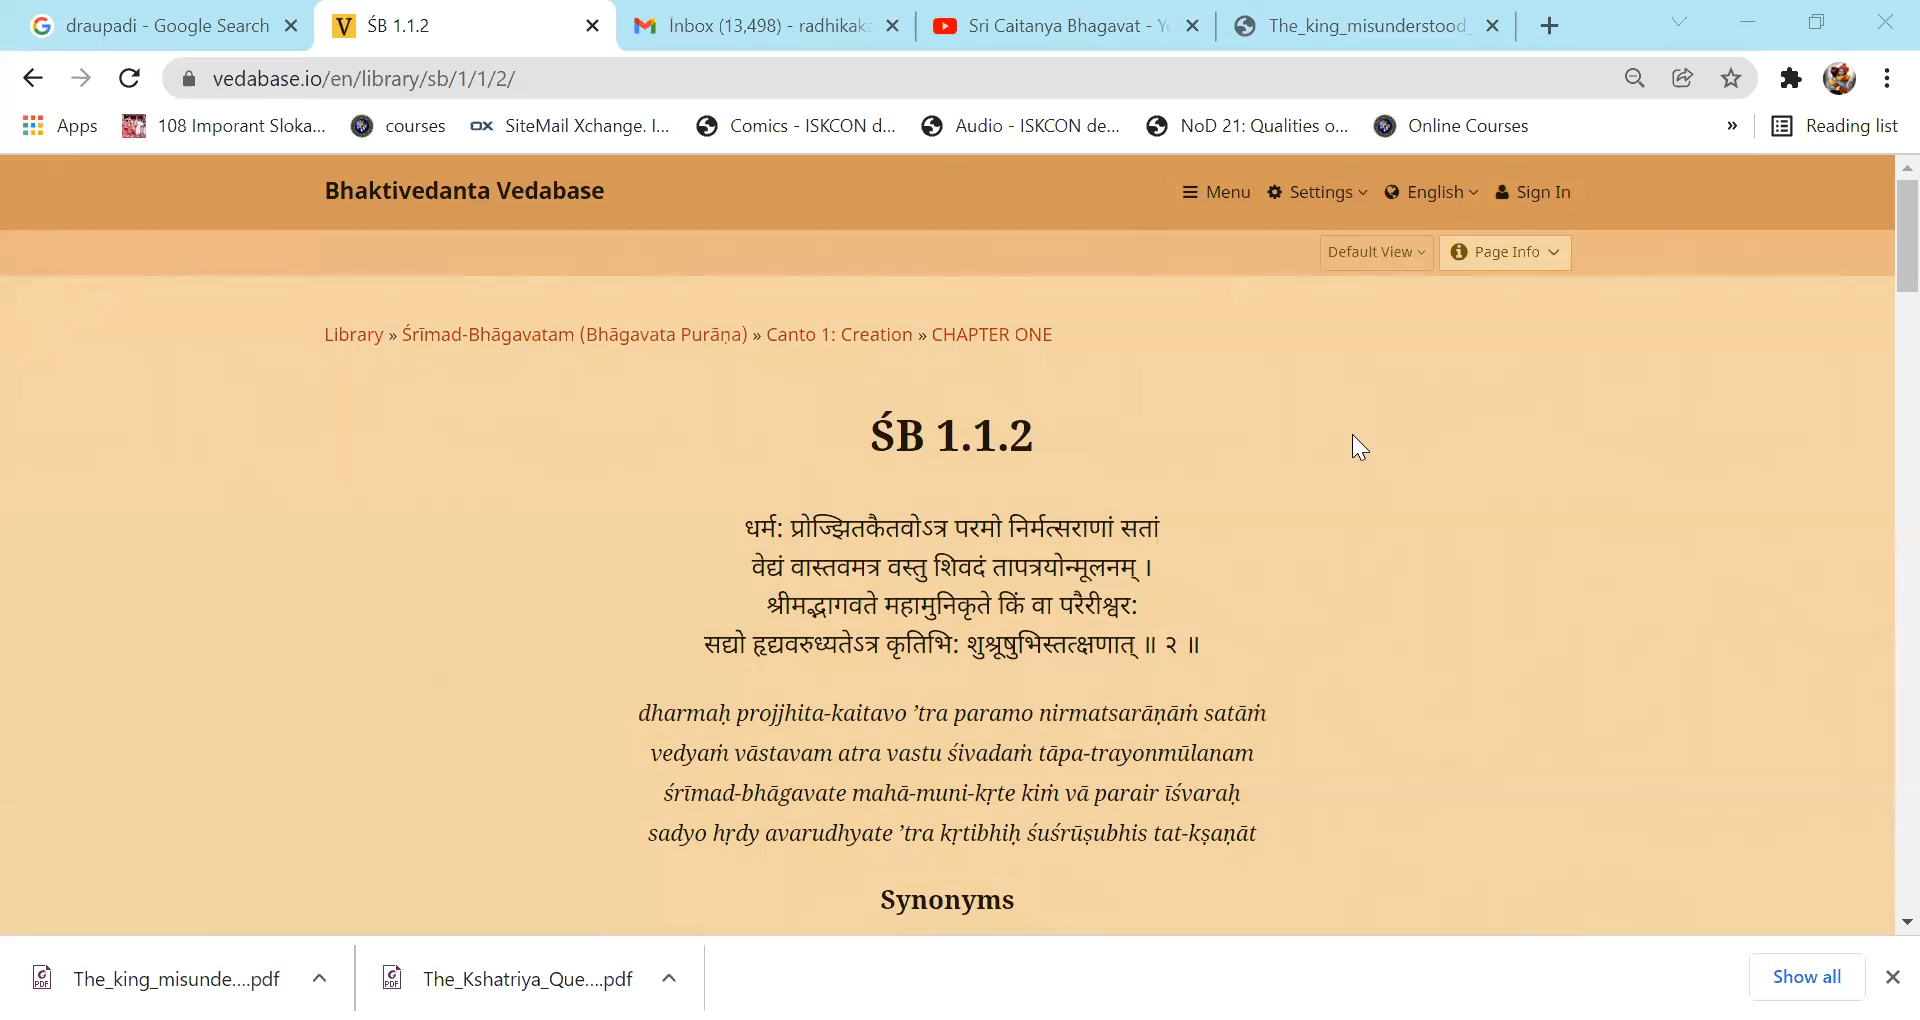 draupadi - Google Search
ŚB 1.1.2
Inbox (13,498) - radhikaka
Sri Caitanya Bhagavat - Y
The_king_misunderstood_
vedabase.io/en/library/sb/1/1/2/
Apps
108 Imporant Sloka...
courses
SiteMail Xchange. I...
Comics - ISKCON d...
Audio - ISKCON de...
NoD 21: Qualities o...
Online Courses
»
Reading list
Bhaktivedanta Vedabase
Menu
Settings
English
Sign In
Default View
Page Info
Library » Śrīmad-Bhāgavatam (Bhāgavata Purāṇa) » Canto 1: Creation » CHAPTER ONE
ŚB 1.1.2
धर्म: प्रोज्झितकैतवोऽत्र परमो निर्मत्सराणां सतां
वेद्यं वास्तवमत्र वस्तु शिवदं तापत्रयोन्मूलनम् ।
श्रीमद्भागवते महामुनिकृते किं वा परैरीश्वर:
सद्यो हृद्यवरुध्यतेऽत्र कृतिभि: शुश्रूषुभिस्तत्क्षणात् ॥ २ ॥
dharmaḥ projjhita-kaitavo ’tra paramo nirmatsarāṇāṁ satāṁ
vedyaṁ vāstavam atra vastu śivadaṁ tāpa-trayonmūlanam
śrīmad-bhāgavate mahā-muni-kṛte kiṁ vā parair īśvaraḥ
sadyo hṛdy avarudhyate ’tra kṛtibhiḥ śuśrūṣubhis tat-kṣaṇāt
Synonyms
The_king_misunde....pdf
The_Kshatriya_Que....pdf
Show all